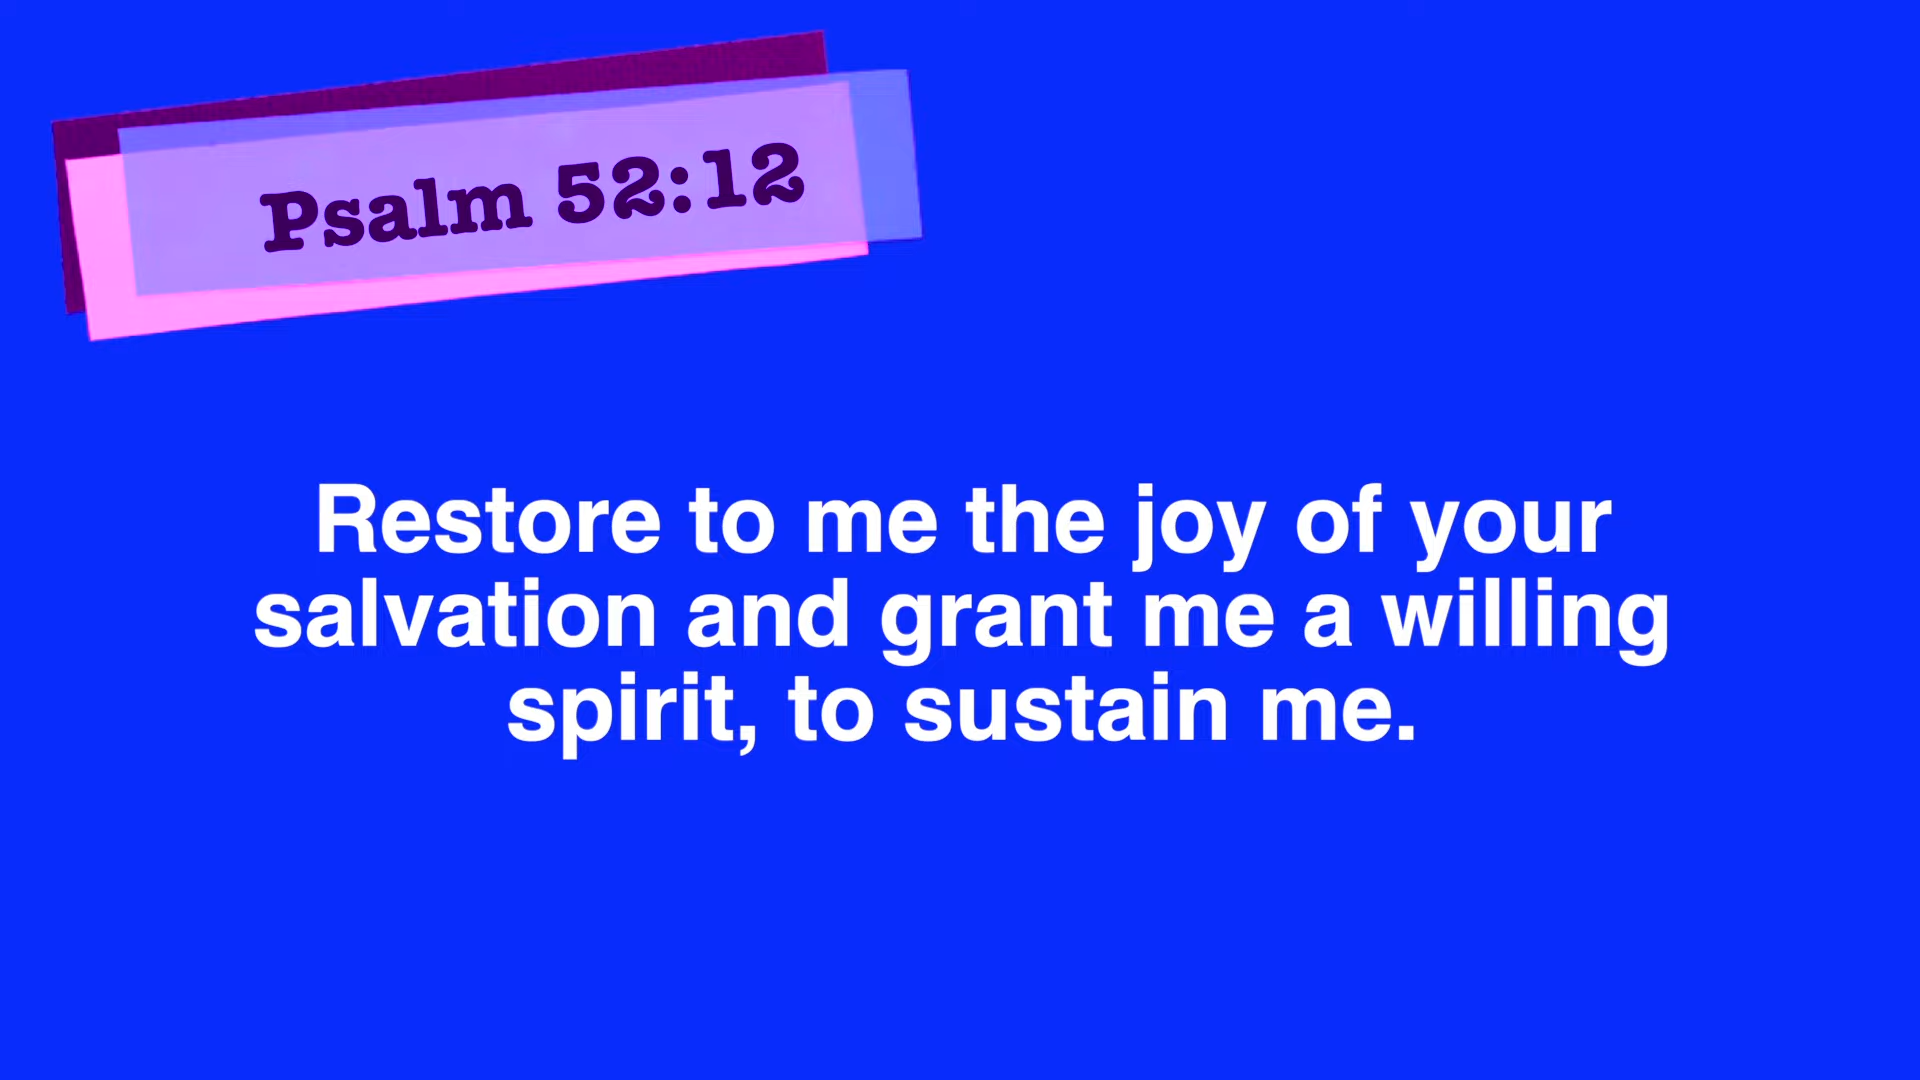 Psalm 52:12
Restore to me the joy of your
salvation and grant me a willing
spirit, to sustain me.